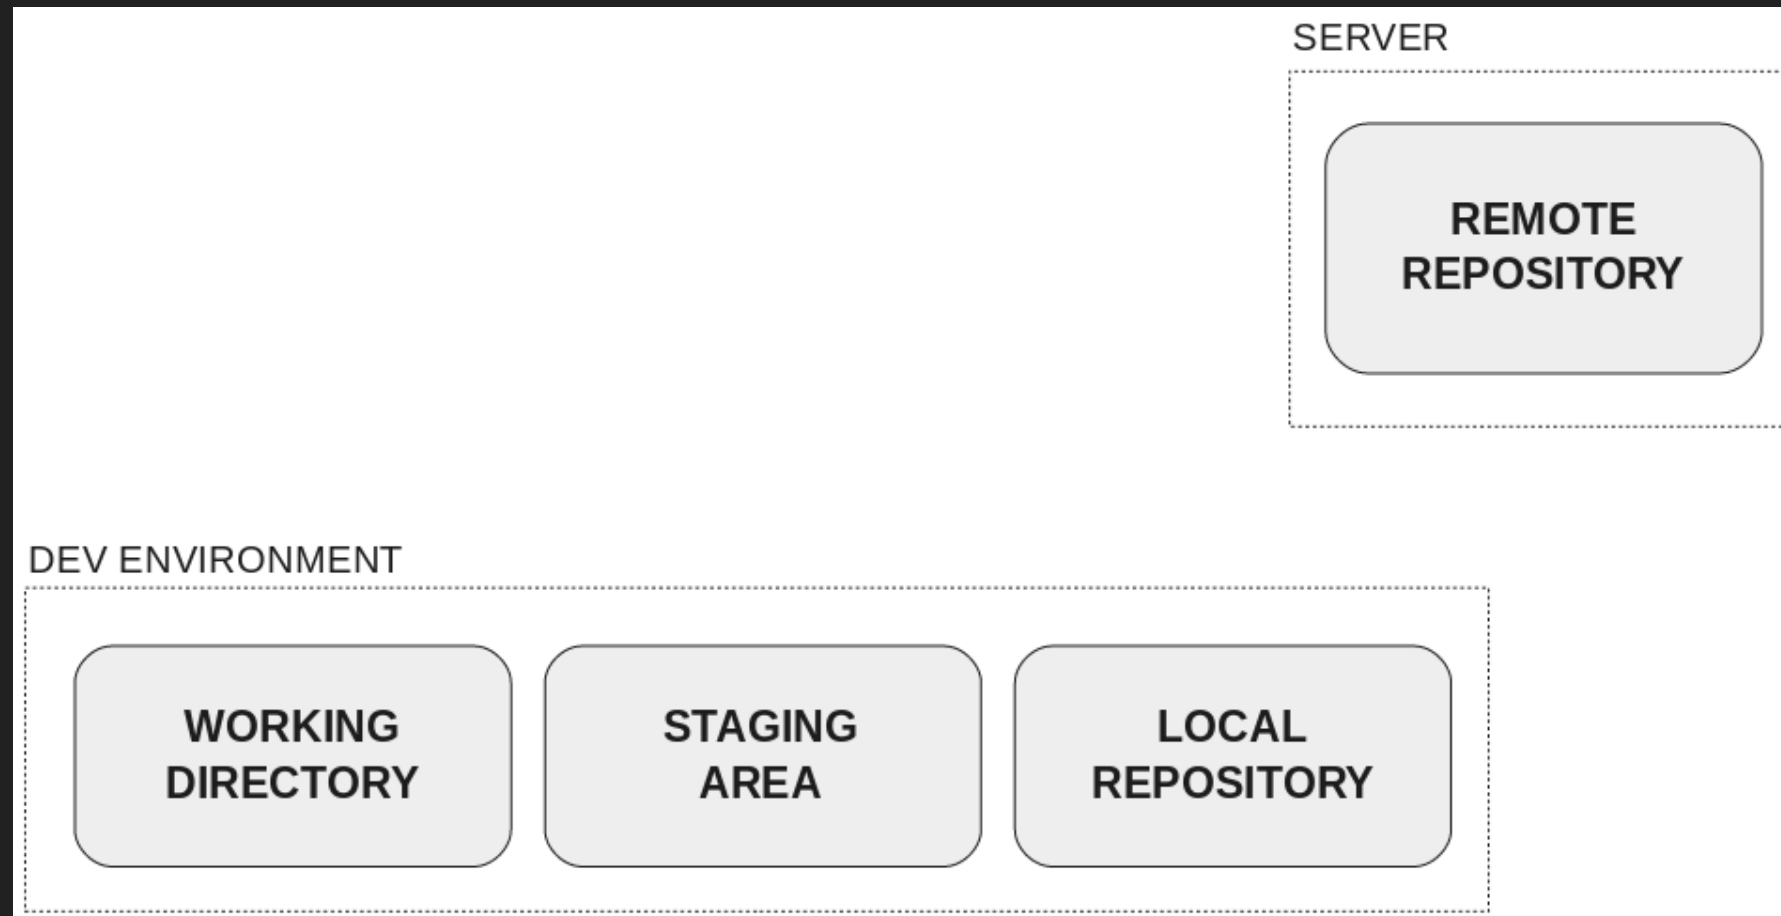 SERVER
REMOTE
REPOSITORY
DEV ENVIRONMENT
WORKING
DIRECTORY
STAGING
AREA
LOCAL
REPOSITORY